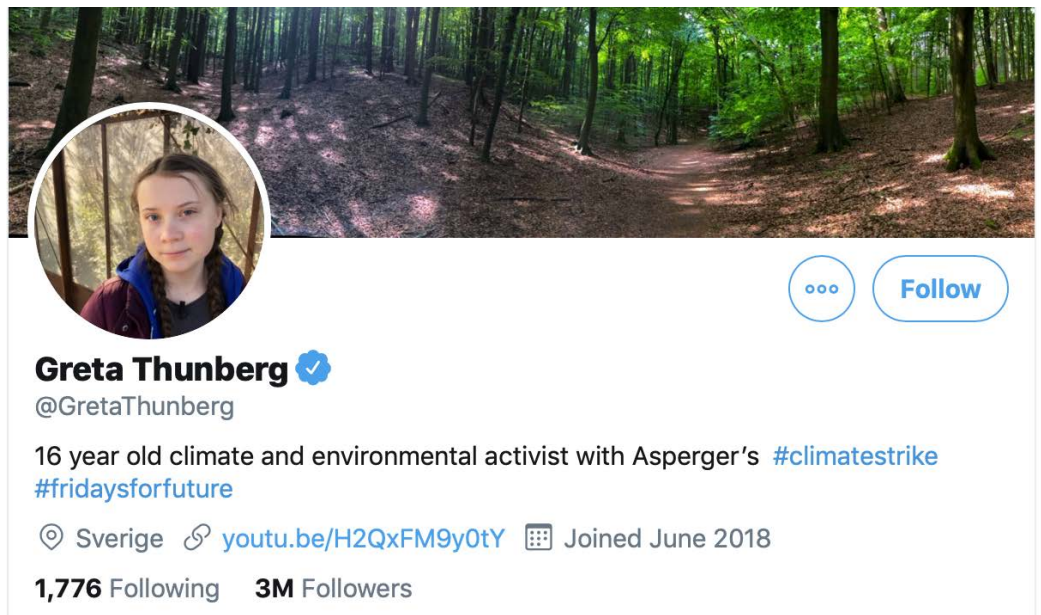 Follow
Greta Thunberg
@GretaThunberg
16 year old climate and environmental activist with Asperger's #climatestrike
#fridaysforfuture
Sverige youtu.be/H2QxFM9y0tY Joined June 2018
1,776 Following 3M Followers